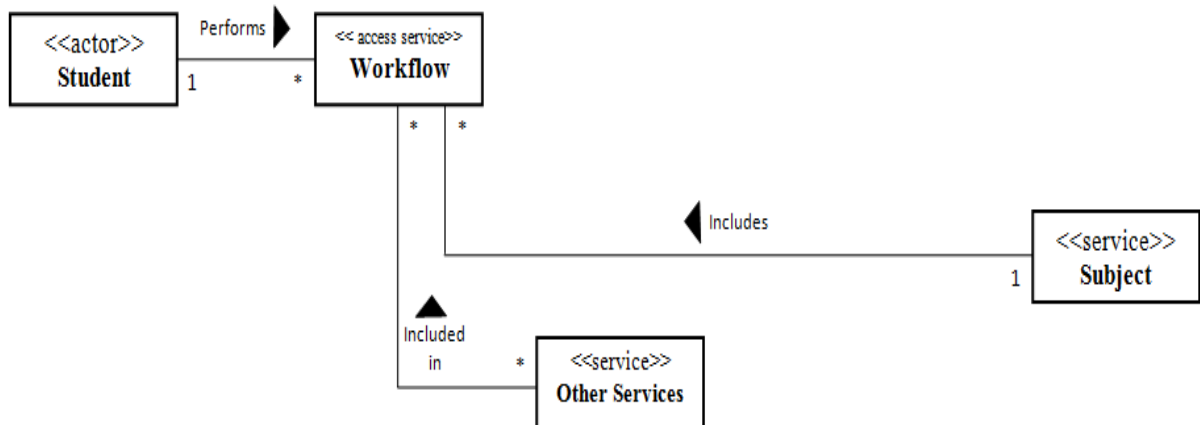 <<actor>>
Student
Performs
1
*
<< access service>>
Workflow
*
*
Includes
<<service>>
Subject
1
Included
in
*
<<service>>
Other Services